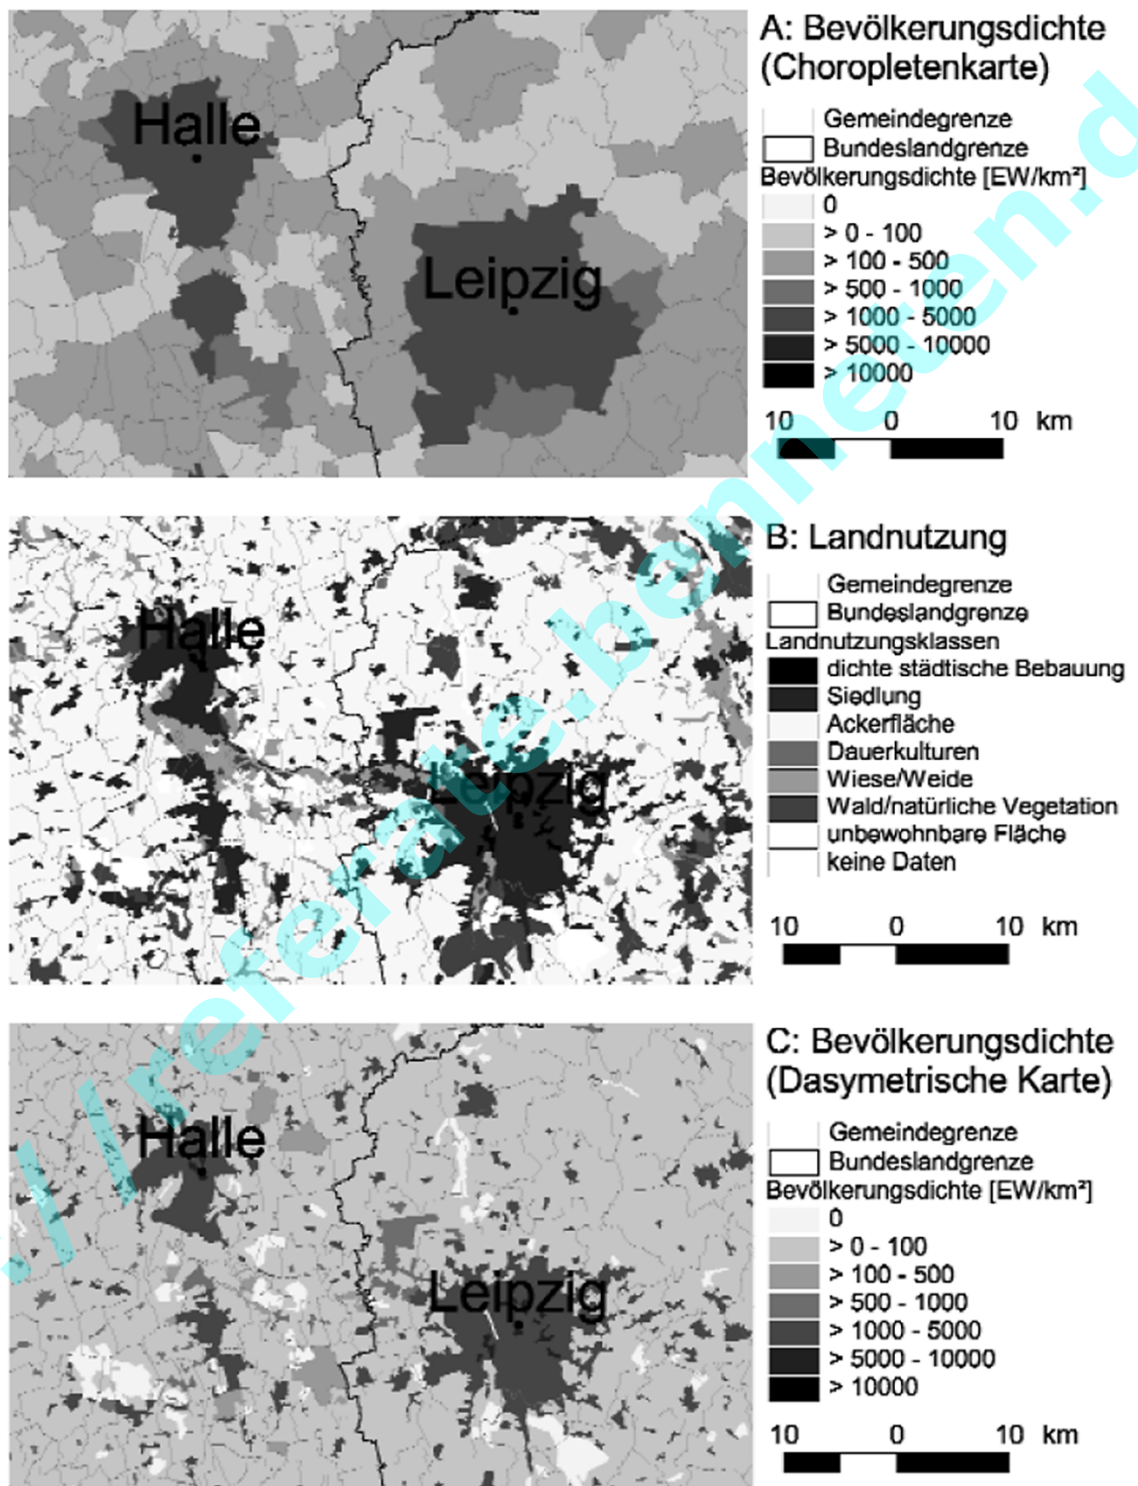 A: Bevölkerungsdichte
(Choropletenkarte)
Gemeindegrenze
Bundeslandgrenze
Bevölkerungsdichte [EW/km²]
0
> 0 - 100
> 100 - 500
> 500 - 1000
> 1000 - 5000
> 5000 - 10000
> 10000
10 0 10 km
Halle
Leipzig
B: Landnutzung
Gemeindegrenze
Bundeslandgrenze
Landnutzungsklassen
dichte städtische Bebauung
Siedlung
Ackerfläche
Dauerkulturen
Wiese/Weide
Wald/natürliche Vegetation
unbewohnbare Fläche
keine Daten
10 0 10 km
Halle
Leipzig
C: Bevölkerungsdichte
(Dasymetrische Karte)
Gemeindegrenze
Bundeslandgrenze
Bevölkerungsdichte [EW/km²]
0
> 0 - 100
> 100 - 500
> 500 - 1000
> 1000 - 5000
> 5000 - 10000
> 10000
10 0 10 km
Halle
Leipzig
//referate.benneten.d